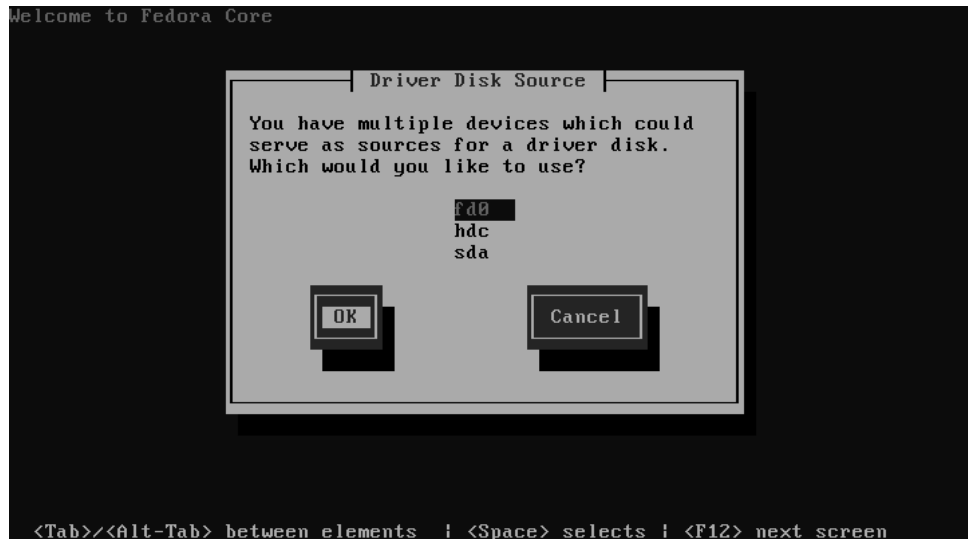 Welcome to Fedora Core
Driver Disk Source
You have multiple devices which could
serve as sources for a driver disk.
Which would you like to use?
fd0
hdc
sda
OK
Cancel
<Tab>/<Alt-Tab> between elements | <Space> selects | <F12> next screen